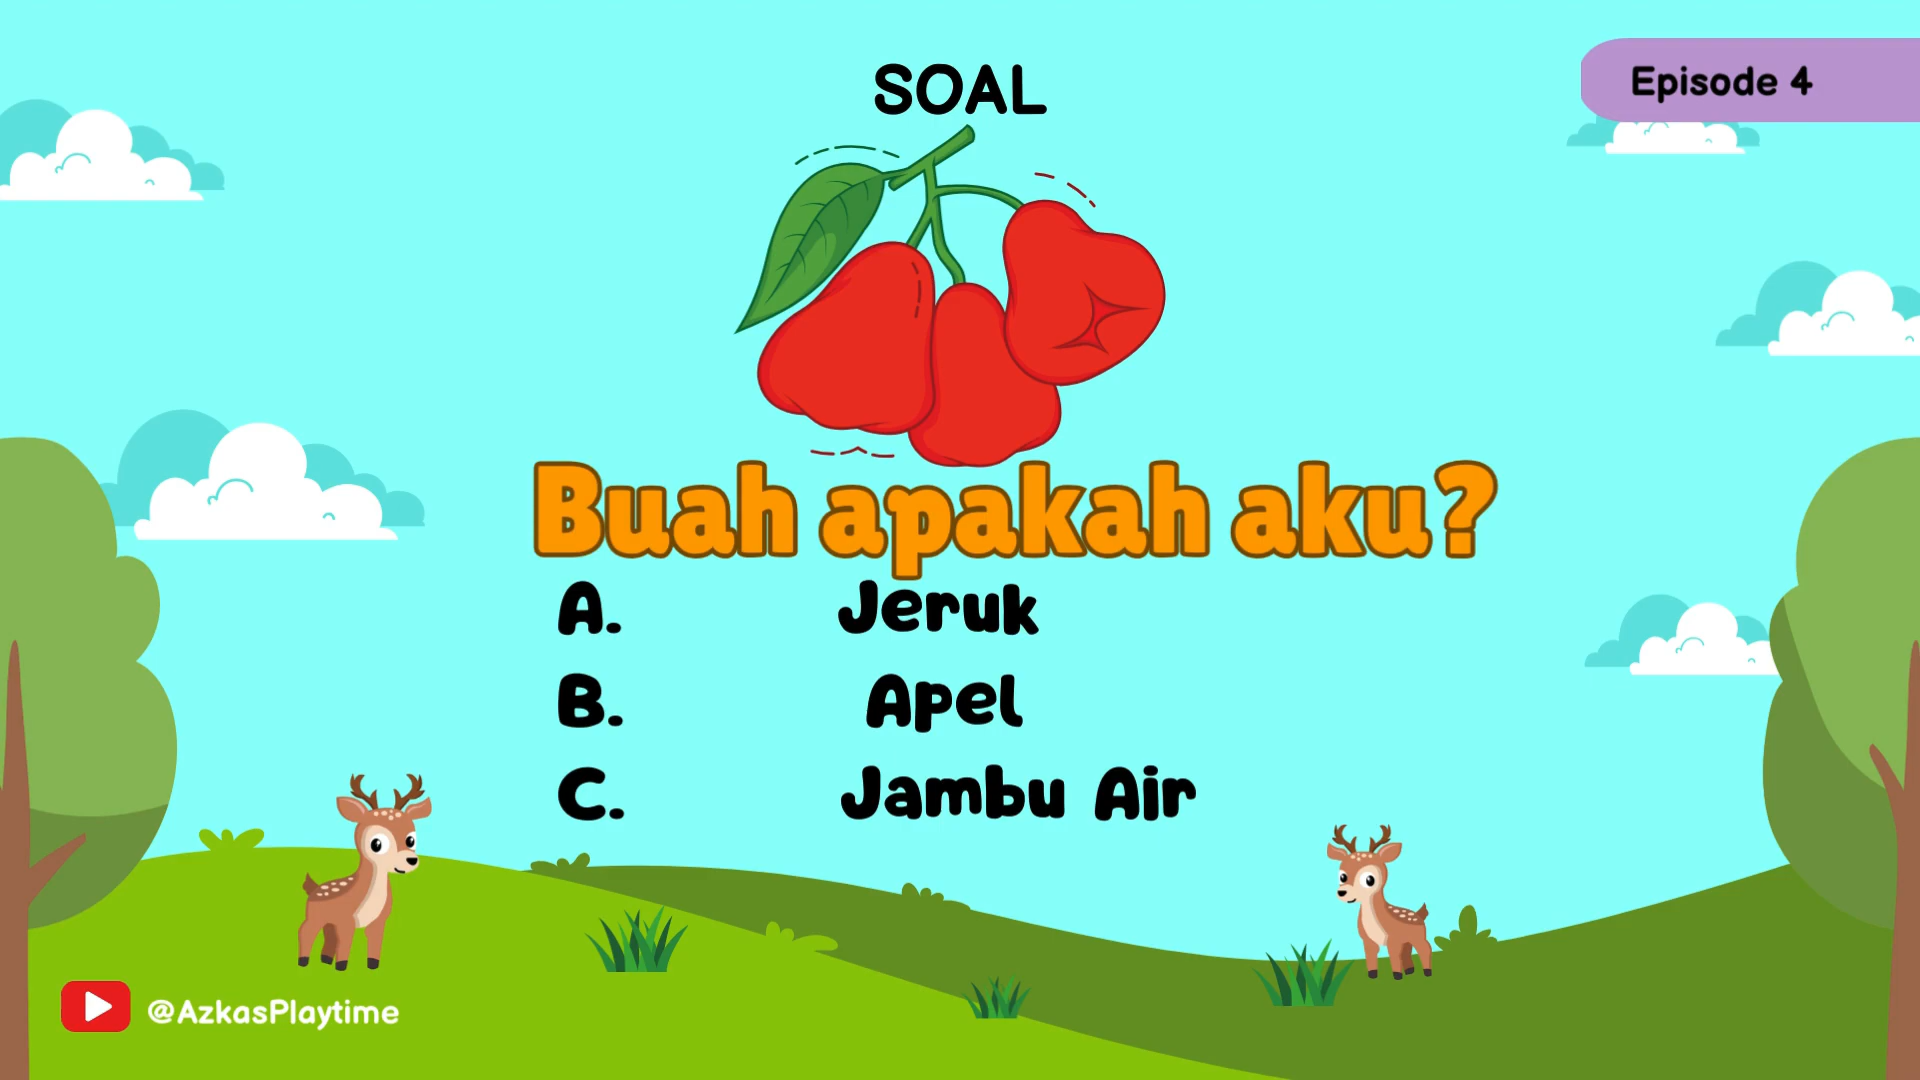 SOAL
Episode 4
Buah apakah aku?
A. Jeruk
B. Apel
C. Jambu Air
@AzkasPlaytime